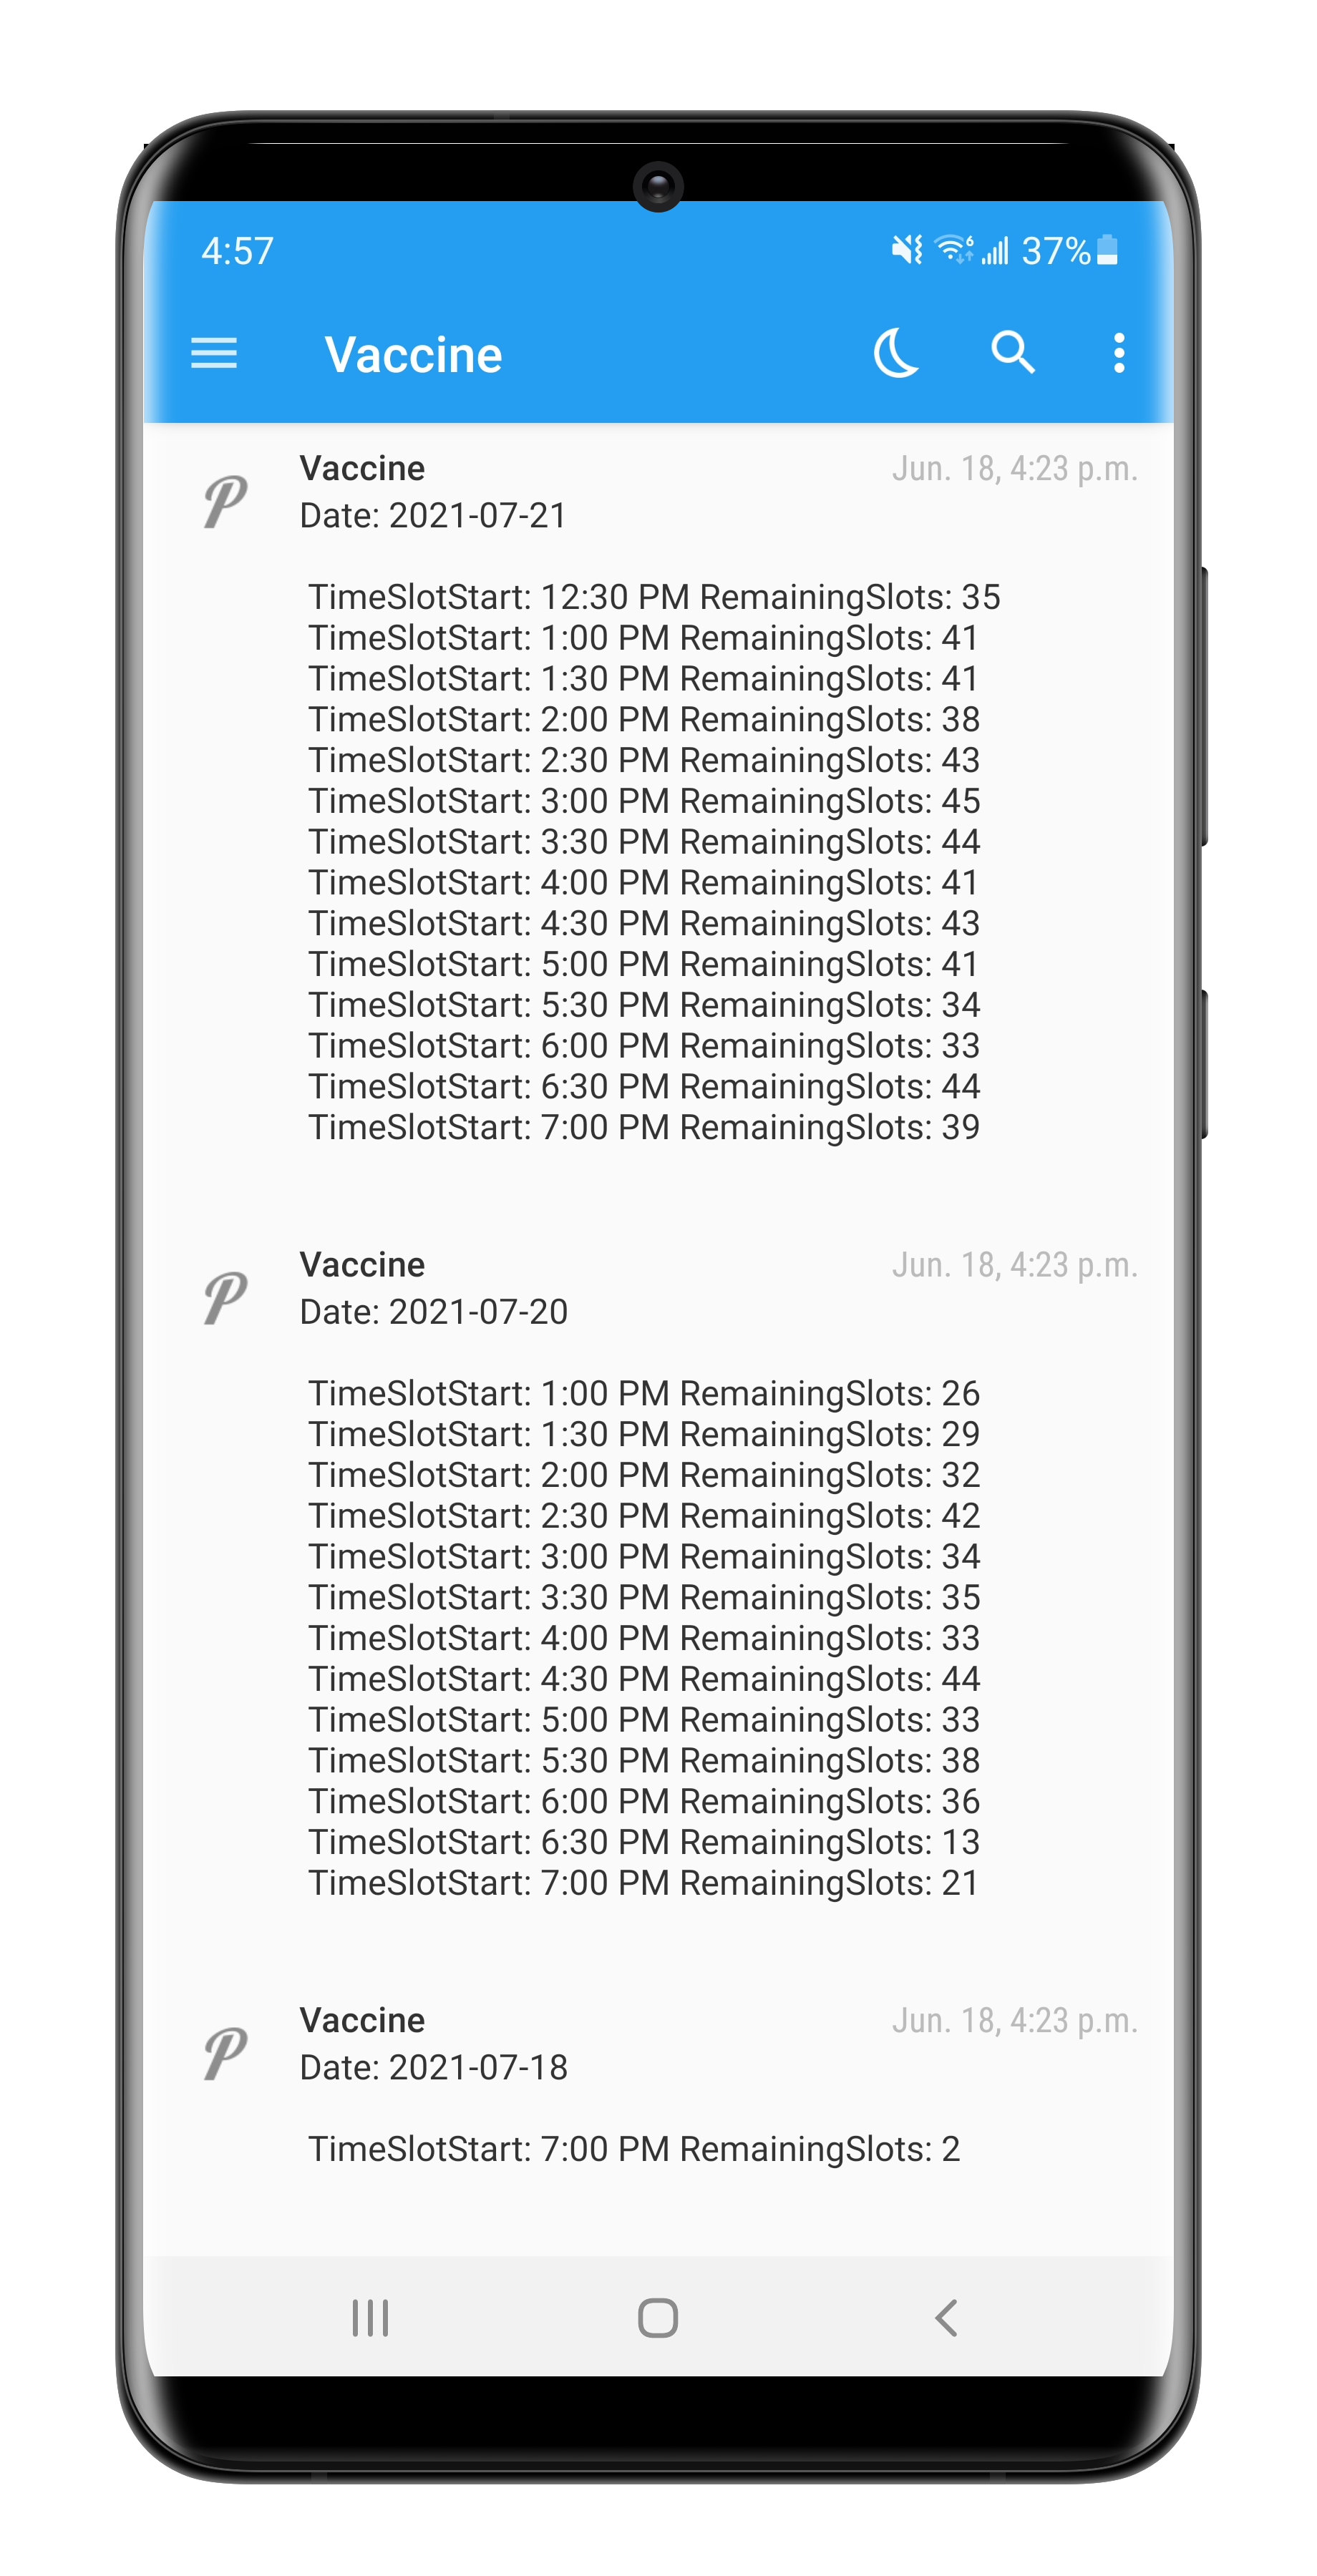 4:57 37%
Vaccine
Vaccine Jun. 18, 4:23 p.m.
Date: 2021-07-21
TimeSlotStart: 12:30 PM RemainingSlots: 35
TimeSlotStart: 1:00 PM RemainingSlots: 41
TimeSlotStart: 1:30 PM RemainingSlots: 41
TimeSlotStart: 2:00 PM RemainingSlots: 38
TimeSlotStart: 2:30 PM RemainingSlots: 43
TimeSlotStart: 3:00 PM RemainingSlots: 45
TimeSlotStart: 3:30 PM RemainingSlots: 44
TimeSlotStart: 4:00 PM RemainingSlots: 41
TimeSlotStart: 4:30 PM RemainingSlots: 43
TimeSlotStart: 5:00 PM RemainingSlots: 41
TimeSlotStart: 5:30 PM RemainingSlots: 34
TimeSlotStart: 6:00 PM RemainingSlots: 33
TimeSlotStart: 6:30 PM RemainingSlots: 44
TimeSlotStart: 7:00 PM RemainingSlots: 39
Vaccine Jun. 18, 4:23 p.m.
Date: 2021-07-20
TimeSlotStart: 1:00 PM RemainingSlots: 26
TimeSlotStart: 1:30 PM RemainingSlots: 29
TimeSlotStart: 2:00 PM RemainingSlots: 32
TimeSlotStart: 2:30 PM RemainingSlots: 42
TimeSlotStart: 3:00 PM RemainingSlots: 34
TimeSlotStart: 3:30 PM RemainingSlots: 35
TimeSlotStart: 4:00 PM RemainingSlots: 33
TimeSlotStart: 4:30 PM RemainingSlots: 44
TimeSlotStart: 5:00 PM RemainingSlots: 33
TimeSlotStart: 5:30 PM RemainingSlots: 38
TimeSlotStart: 6:00 PM RemainingSlots: 36
TimeSlotStart: 6:30 PM RemainingSlots: 13
TimeSlotStart: 7:00 PM RemainingSlots: 21
Vaccine Jun. 18, 4:23 p.m.
Date: 2021-07-18
TimeSlotStart: 7:00 PM RemainingSlots: 2